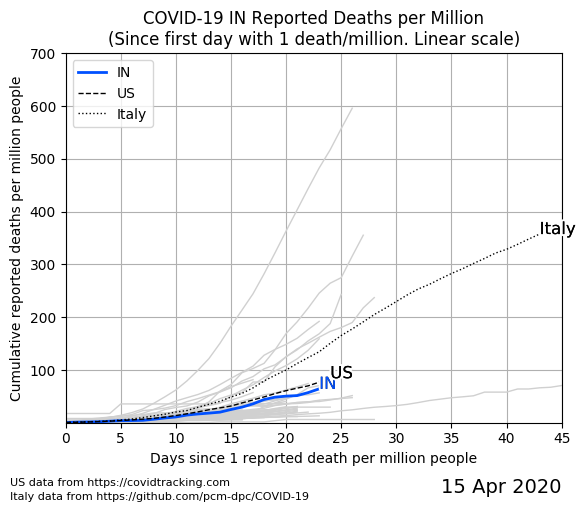 COVID-19 IN Reported Deaths per Million
(Since first day with 1 death/million. Linear scale)
700
600
500
400
300
200
100
Cumulative reported deaths per million people
IN
US
Italy
Italy
US
IN
0 5 10 15 20 25 30 35 40 45
Days since 1 reported death per million people
US data from https://covidtracking.com
Italy data from https://github.com/pcm-dpc/COVID-19
15 Apr 2020